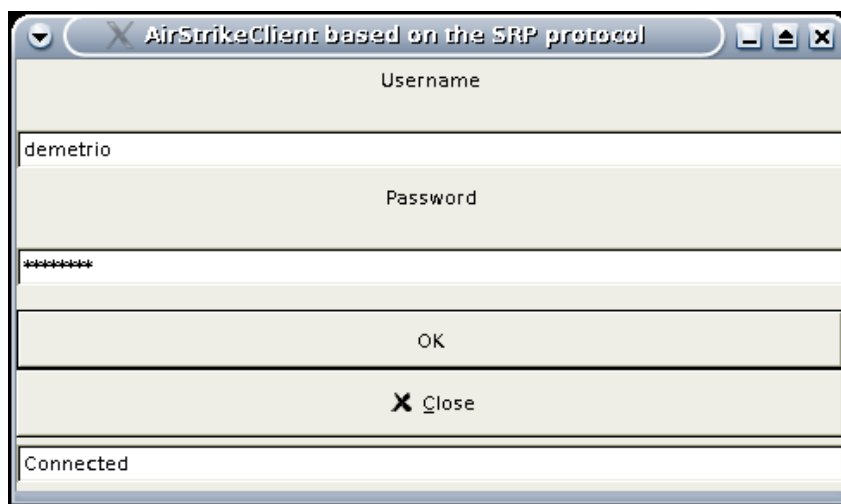 AirStrikeClient based on the SRP protocol
Username
demetrio
Password
********
OK
Close
Connected